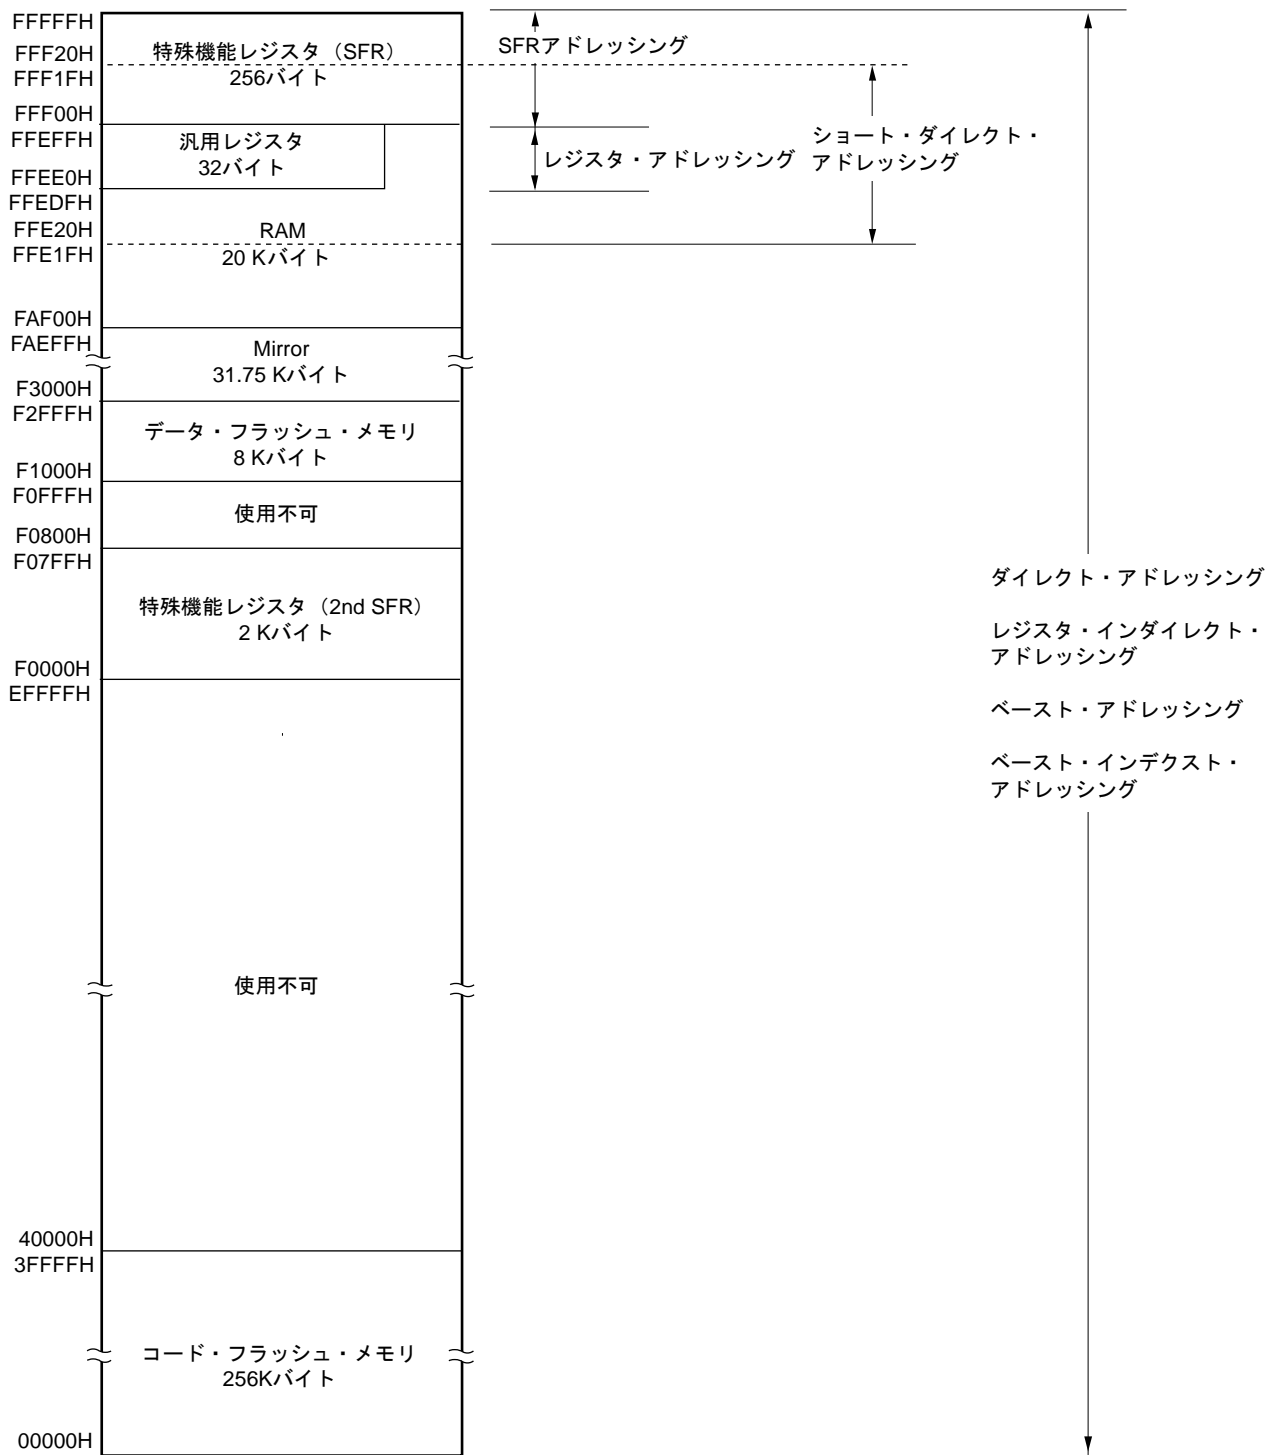 FFFFFH
FFF20H
FFF1FH
FFF00H
FFEFFH
FFEE0H
FFEDFH
FFE20H
FFE1FH
FAF00H
FAEFFH
F3000H
F2FFFH
F1000H
F0FFFH
F0800H
F07FFH
F0000H
EFFFFH
40000H
3FFFFH
00000H
特殊機能レジスタ（SFR）
256バイト
汎用レジスタ
32バイト
RAM
20 Kバイト
Mirror
31.75 Kバイト
データ・フラッシュ・メモリ
8 Kバイト
使用不可
特殊機能レジスタ（2nd SFR）
2 Kバイト
使用不可
コード・フラッシュ・メモリ
256Kバイト
SFRアドレッシング
レジスタ・アドレッシング
ショート・ダイレクト・
アドレッシング
ダイレクト・アドレッシング
レジスタ・インダイレクト・
アドレッシング
ベースト・アドレッシング
ベースト・インデクスト・
アドレッシング